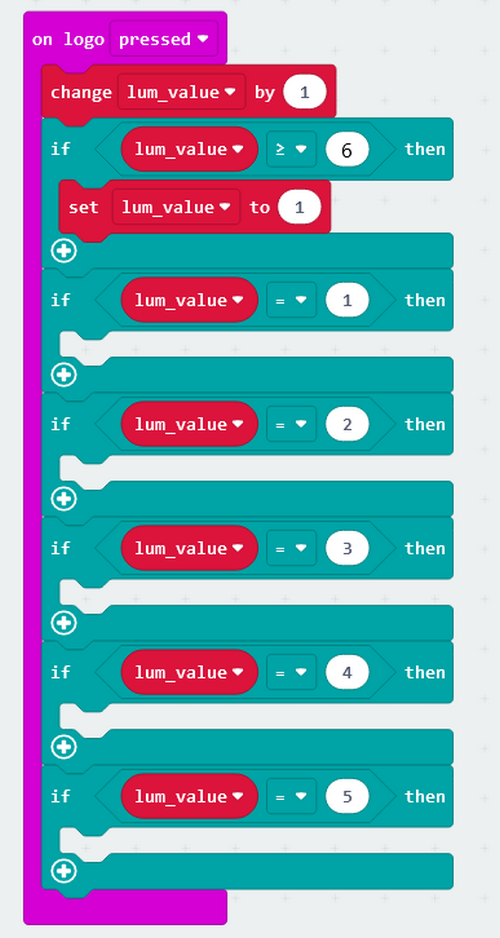 on logo pressed
change lum_value by 1
if lum_value ≥ 6 then
set lum_value to 1
if lum_value = 1 then
if lum_value = 2 then
if lum_value = 3 then
if lum_value = 4 then
if lum_value = 5 then